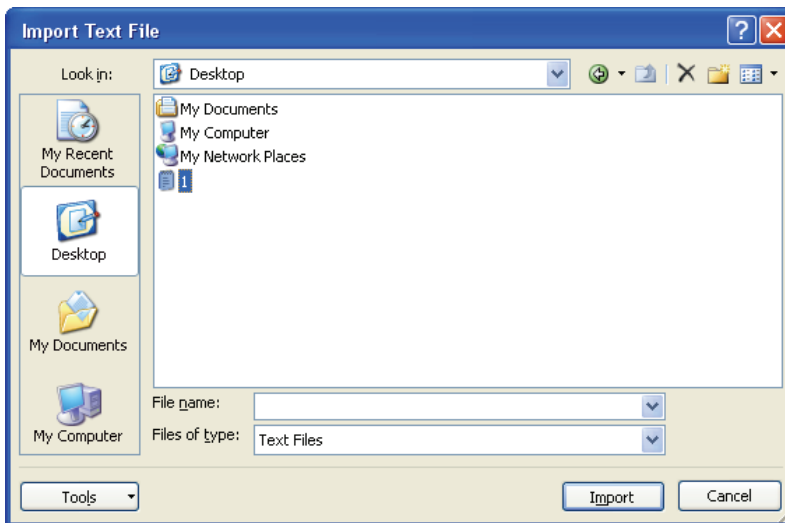 Import Text File
Look in:
Desktop
My Documents
My Computer
My Network Places
1
My Recent
Documents
Desktop
My Documents
My Computer
File name:
Files of type:
Text Files
Tools
Import
Cancel